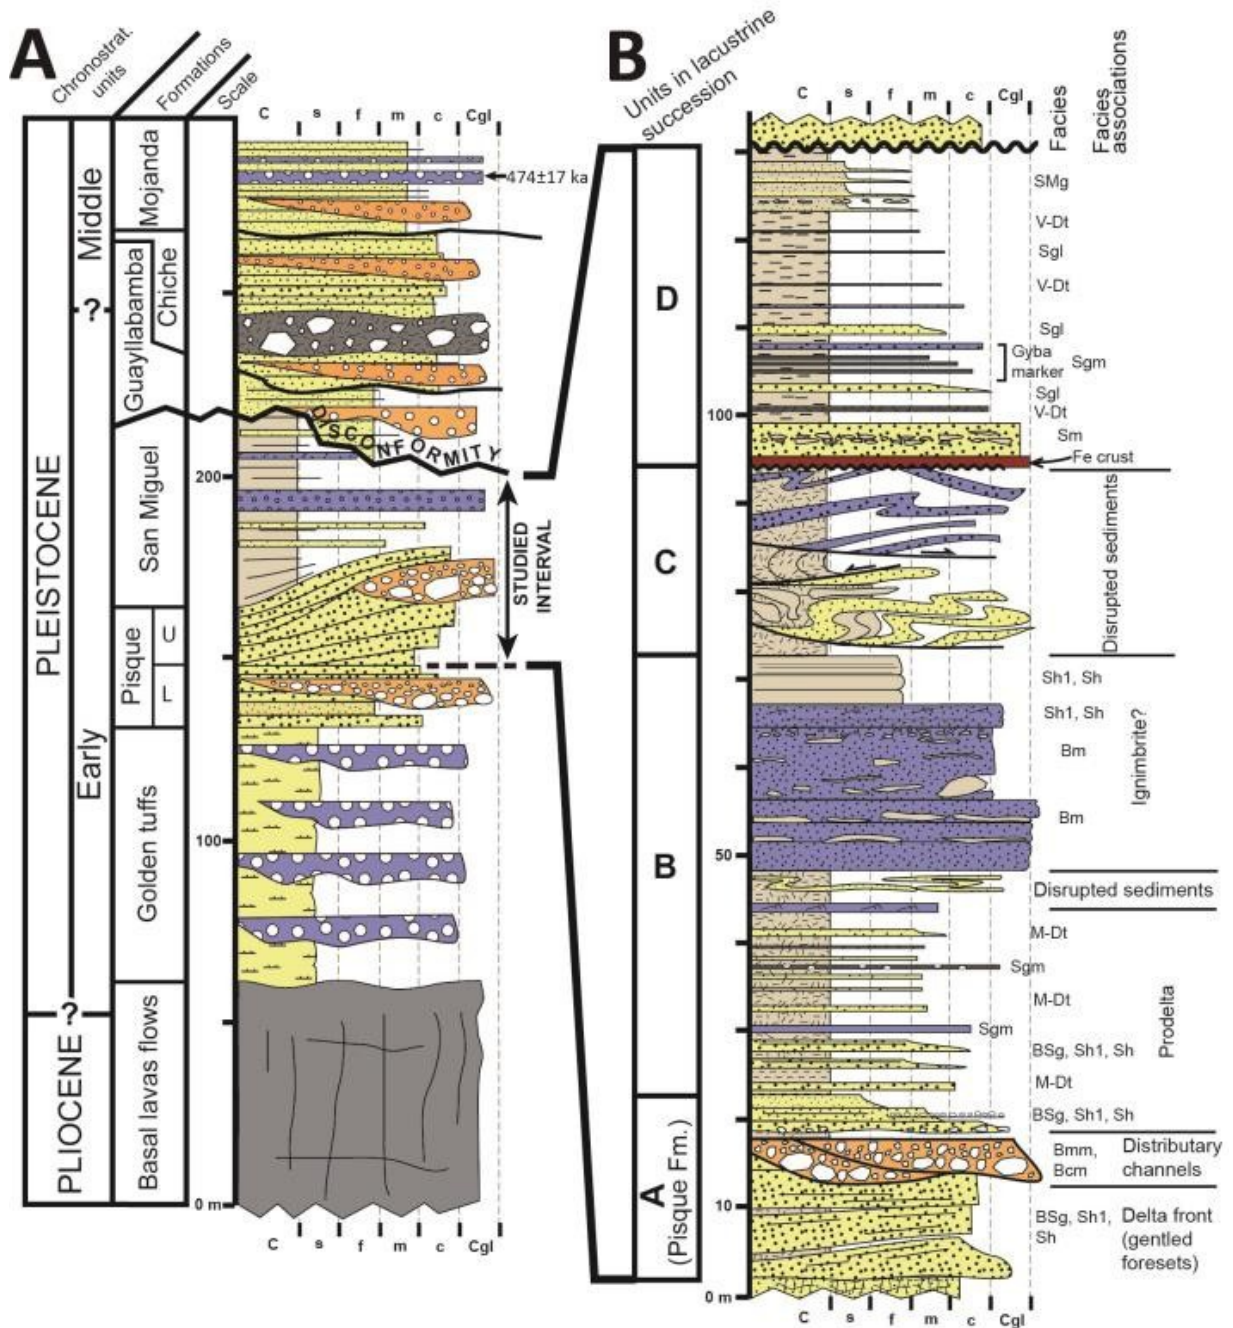 A
Chronostrat. units
Formations
Scale
C s f m c Cgl
PLEISTOCENE
Middle
?
Early
PLIOCENE
?
Mojanda
Guayllabamba
Chiche
San Miguel
Pisque
U
L
Golden tuffs
Basal lavas flows
200
100
0 m
474±17 ka
DISCONFORMITY
STUDIED
INTERVAL
C s f m c Cgl
B
Units in lacustrine
succession
C s f m c Cgl
Facies
Facies
associations
D
C
B
A
(Pisque Fm.)
100
50
10
0 m
SMg
V-Dt
Sgl
V-Dt
Sgl
Gyba
marker
Sgm
Sgl
V-Dt
Sm
Fe crust
Disrupted sediments
Sh1, Sh
Sh1, Sh
Bm
Bm
Ignimbrite?
Disrupted sediments
M-Dt
Sgm
M-Dt
Sgm
BSg, Sh1, Sh
M-Dt
BSg, Sh1, Sh
Prodelta
Bmm,
Bcm
Distributary
channels
BSg, Sh1,
Sh
Delta front
(gentled
foresets)
C s f m c Cgl